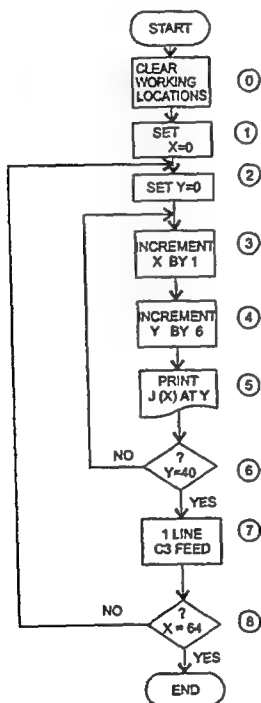 START
CLEAR
WORKING
LOCATIONS
0
SET
X=0
1
2
SET Y=0
INCREMENT
X BY 1
3
INCREMENT
Y BY 6
4
PRINT
J (X) AT Y
5
NO
?
Y=40
6
YES
1 LINE
C3 FEED
7
NO
?
X = 64
8
YES
END